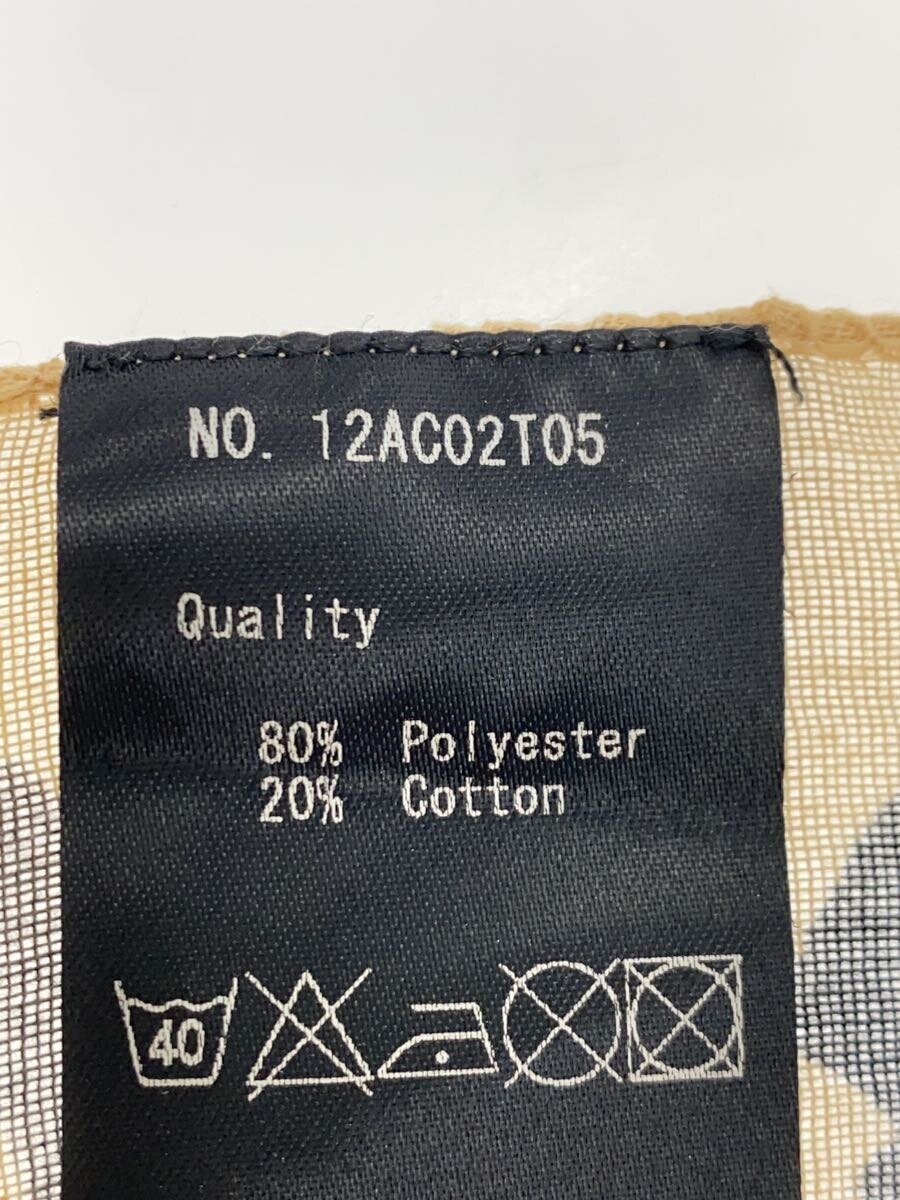 NO. 12AC02T05
Quality
80% Polyester
20% Cotton
40